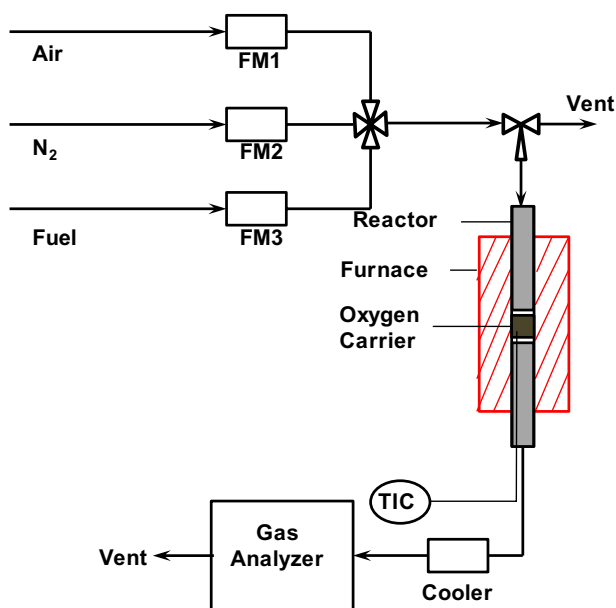 Air
FM1
Vent
N₂
FM2
Fuel
FM3
Reactor
Furnace
Oxygen
Carrier
TIC
Gas
Analyzer
Vent
Cooler